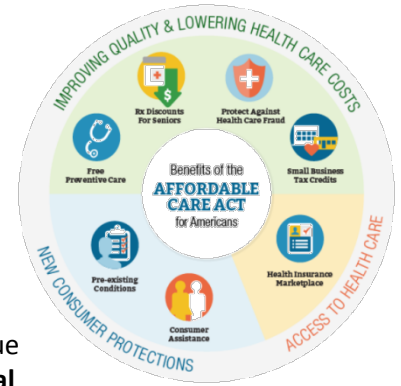 IMPROVING QUALITY & LOWERING HEALTH CARE COSTS
Rx Discounts
For Seniors
Protect Against
Health Care Fraud
Free
Preventive Care
Small Business
Tax Credits
Benefits of the
AFFORDABLE
CARE ACT
for Americans
Pre-existing
Conditions
Health Insurance
Marketplace
Consumer
Assistance
NEW CONSUMER PROTECTIONS
ACCESS TO HEALTH CARE